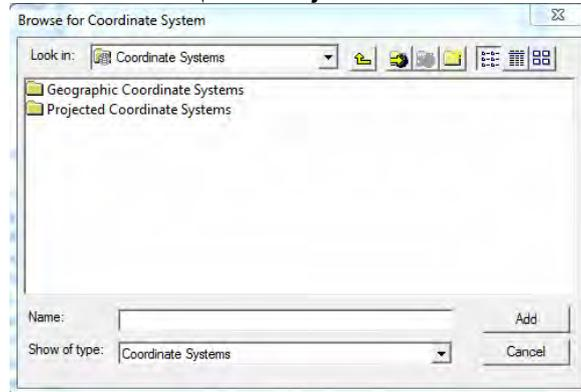 Browse for Coordinate System
Look in: Coordinate Systems
Geographic Coordinate Systems
Projected Coordinate Systems
Name: Add
Show of type: Coordinate Systems Cancel